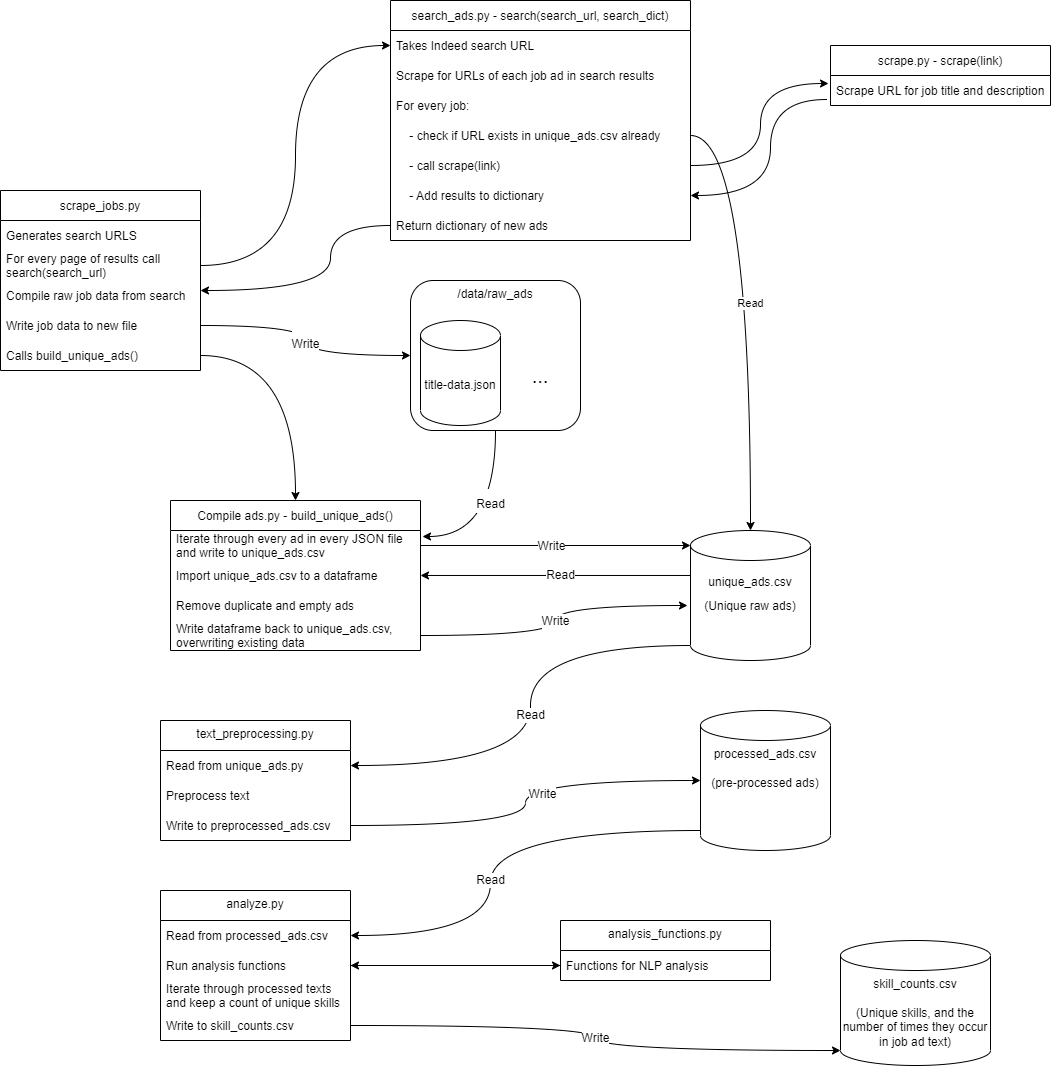 search_ads.py - search(search_url, search_dict)
Takes Indeed search URL
Scrape for URLs of each job ad in search results
For every job:
- check if URL exists in unique_ads.csv already
- call scrape(link)
- Add results to dictionary
Return dictionary of new ads
scrape.py - scrape(link)
Scrape URL for job title and description
scrape_jobs.py
Generates search URLS
For every page of results call
search(search_url)
Compile raw job data from search
Write job data to new file
Calls build_unique_ads()
Write
/data/raw_ads
title-data.json
...
Read
Read
Compile ads.py - build_unique_ads()
Iterate through every ad in every JSON file
and write to unique_ads.csv
Import unique_ads.csv to a dataframe
Remove duplicate and empty ads
Write dataframe back to unique_ads.csv,
overwriting existing data
Write
Read
Write
unique_ads.csv
(Unique raw ads)
Read
text_preprocessing.py
Read from unique_ads.py
Preprocess text
Write to preprocessed_ads.csv
Write
processed_ads.csv
(pre-processed ads)
Read
analyze.py
Read from processed_ads.csv
Run analysis functions
Iterate through processed texts
and keep a count of unique skills
Write to skill_counts.csv
analysis_functions.py
Functions for NLP analysis
Write
skill_counts.csv
(Unique skills, and the
number of times they occur
in job ad text)